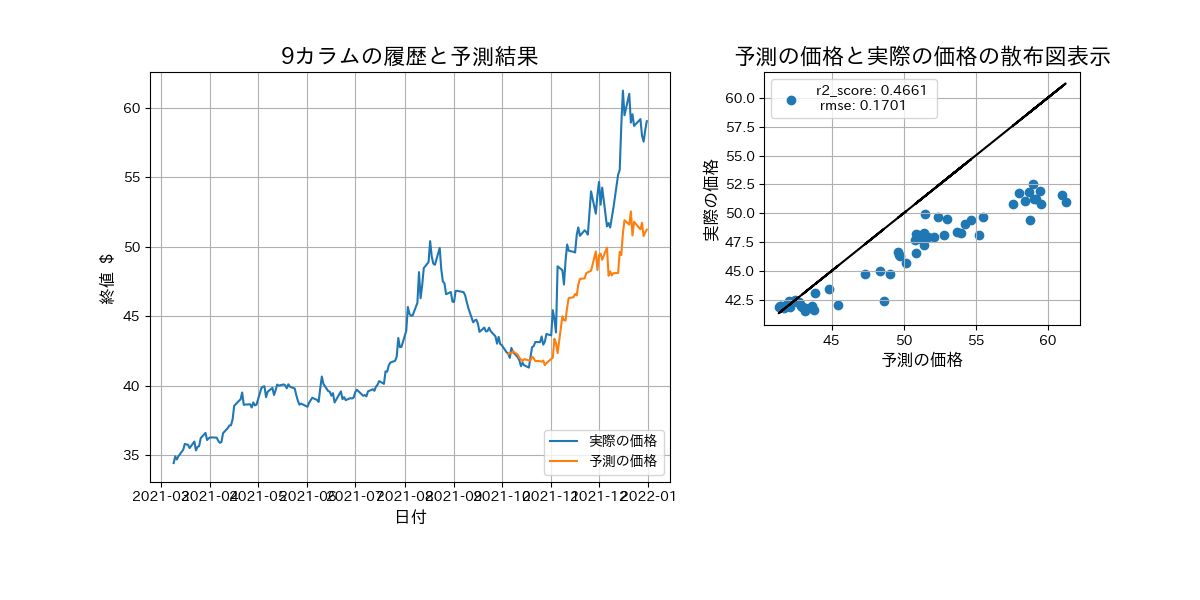 9カラムの履歴と予測結果
終値 $
60
55
50
45
40
35
2021-03 2021-04 2021-05 2021-06 2021-07 2021-08 2021-09 2021-10 2021-11 2021-12 2022-01
日付
実際の価格
予測の価格
予測の価格と実際の価格の散布図表示
実際の価格
60.0
57.5
55.0
52.5
50.0
47.5
45.0
42.5
r2_score: 0.4661
rmse: 0.1701
45 50 55 60
予測の価格